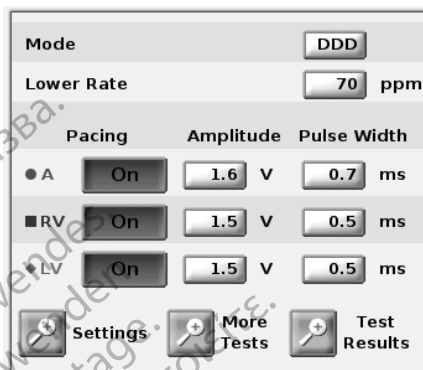 Mode DDD
Lower Rate 70 ppm
Pacing Amplitude Pulse Width
A On 1.6 V 0.7 ms
RV On 1.5 V 0.5 ms
LV On 1.5 V 0.5 ms
Settings More Tests Test Results